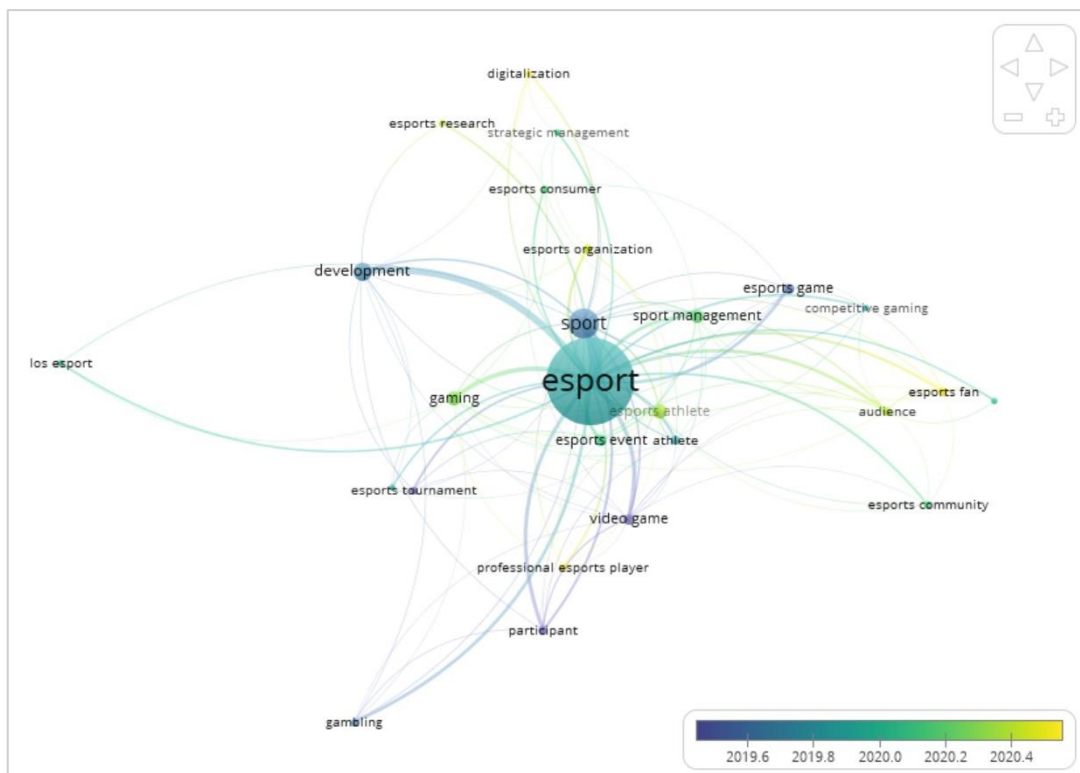 digitalization
esports research
strategic management
esports consumer
esports organization
development
esports game
competitive gaming
sport
sport management
los esport
esport
gaming
esports fan
esports athlete
audience
esports event
athlete
esports tournament
esports community
video game
professional esports player
participant
gambling
2019.6 2019.8 2020.0 2020.2 2020.4